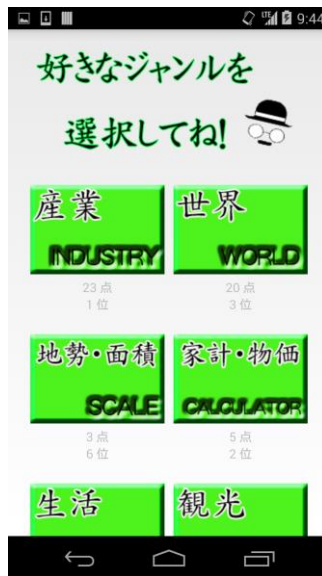 9:44
好きなジャンルを
選択してね!
産業
INDUSTRY
世界
WORLD
23点
1位
20点
3位
地勢・面積
SCALE
家計・物価
CALCULATOR
3点
6位
5点
2位
生活
観光